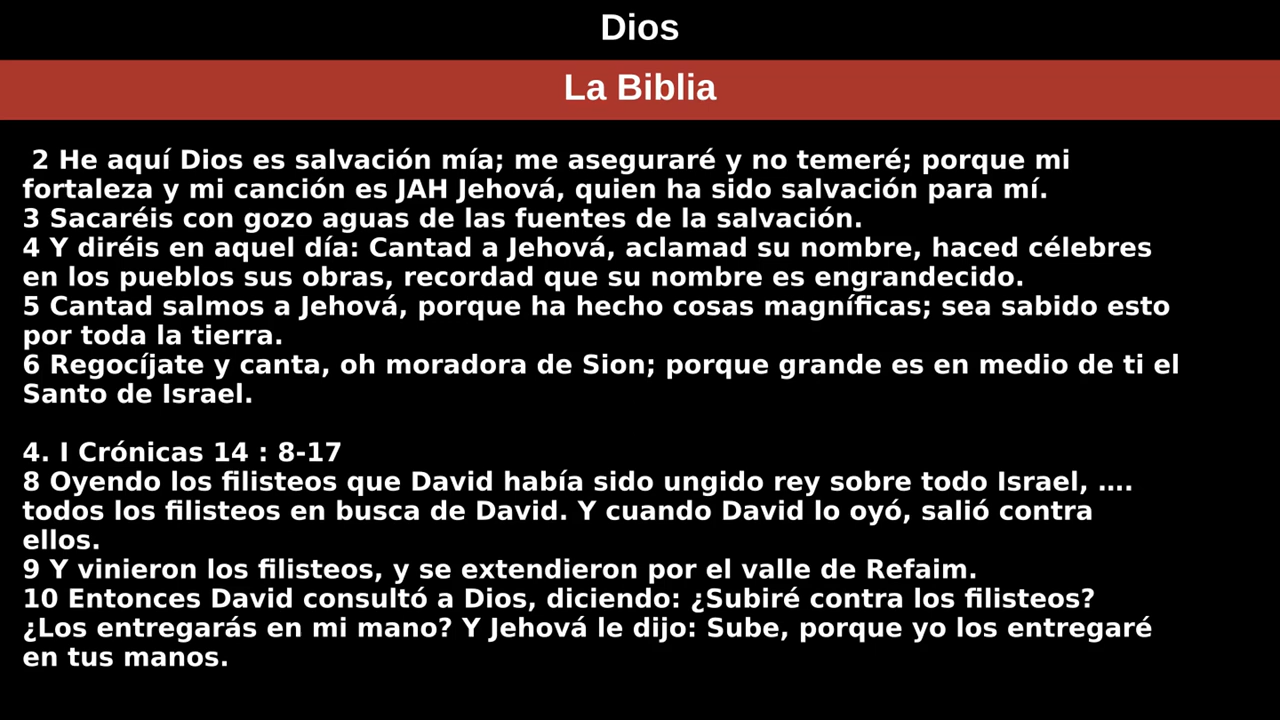 Dios
La Biblia
2 He aquí Dios es salvación mía; me aseguraré y no temeré; porque mi
fortaleza y mi canción es JAH Jehová, quien ha sido salvación para mí.
3 Sacaréis con gozo aguas de las fuentes de la salvación.
4 Y diréis en aquel día: Cantad a Jehová, aclamad su nombre, haced célebres
en los pueblos sus obras, recordad que su nombre es engrandecido.
5 Cantad salmos a Jehová, porque ha hecho cosas magníficas; sea sabido esto
por toda la tierra.
6 Regocíjate y canta, oh moradora de Sion; porque grande es en medio de ti el
Santo de Israel.
4. I Crónicas 14 : 8-17
8 Oyendo los filisteos que David había sido ungido rey sobre todo Israel, ....
todos los filisteos en busca de David. Y cuando David lo oyó, salió contra
ellos.
9 Y vinieron los filisteos, y se extendieron por el valle de Refaim.
10 Entonces David consultó a Dios, diciendo: ¿Subiré contra los filisteos?
¿Los entregarás en mi mano? Y Jehová le dijo: Sube, porque yo los entregaré
en tus manos.